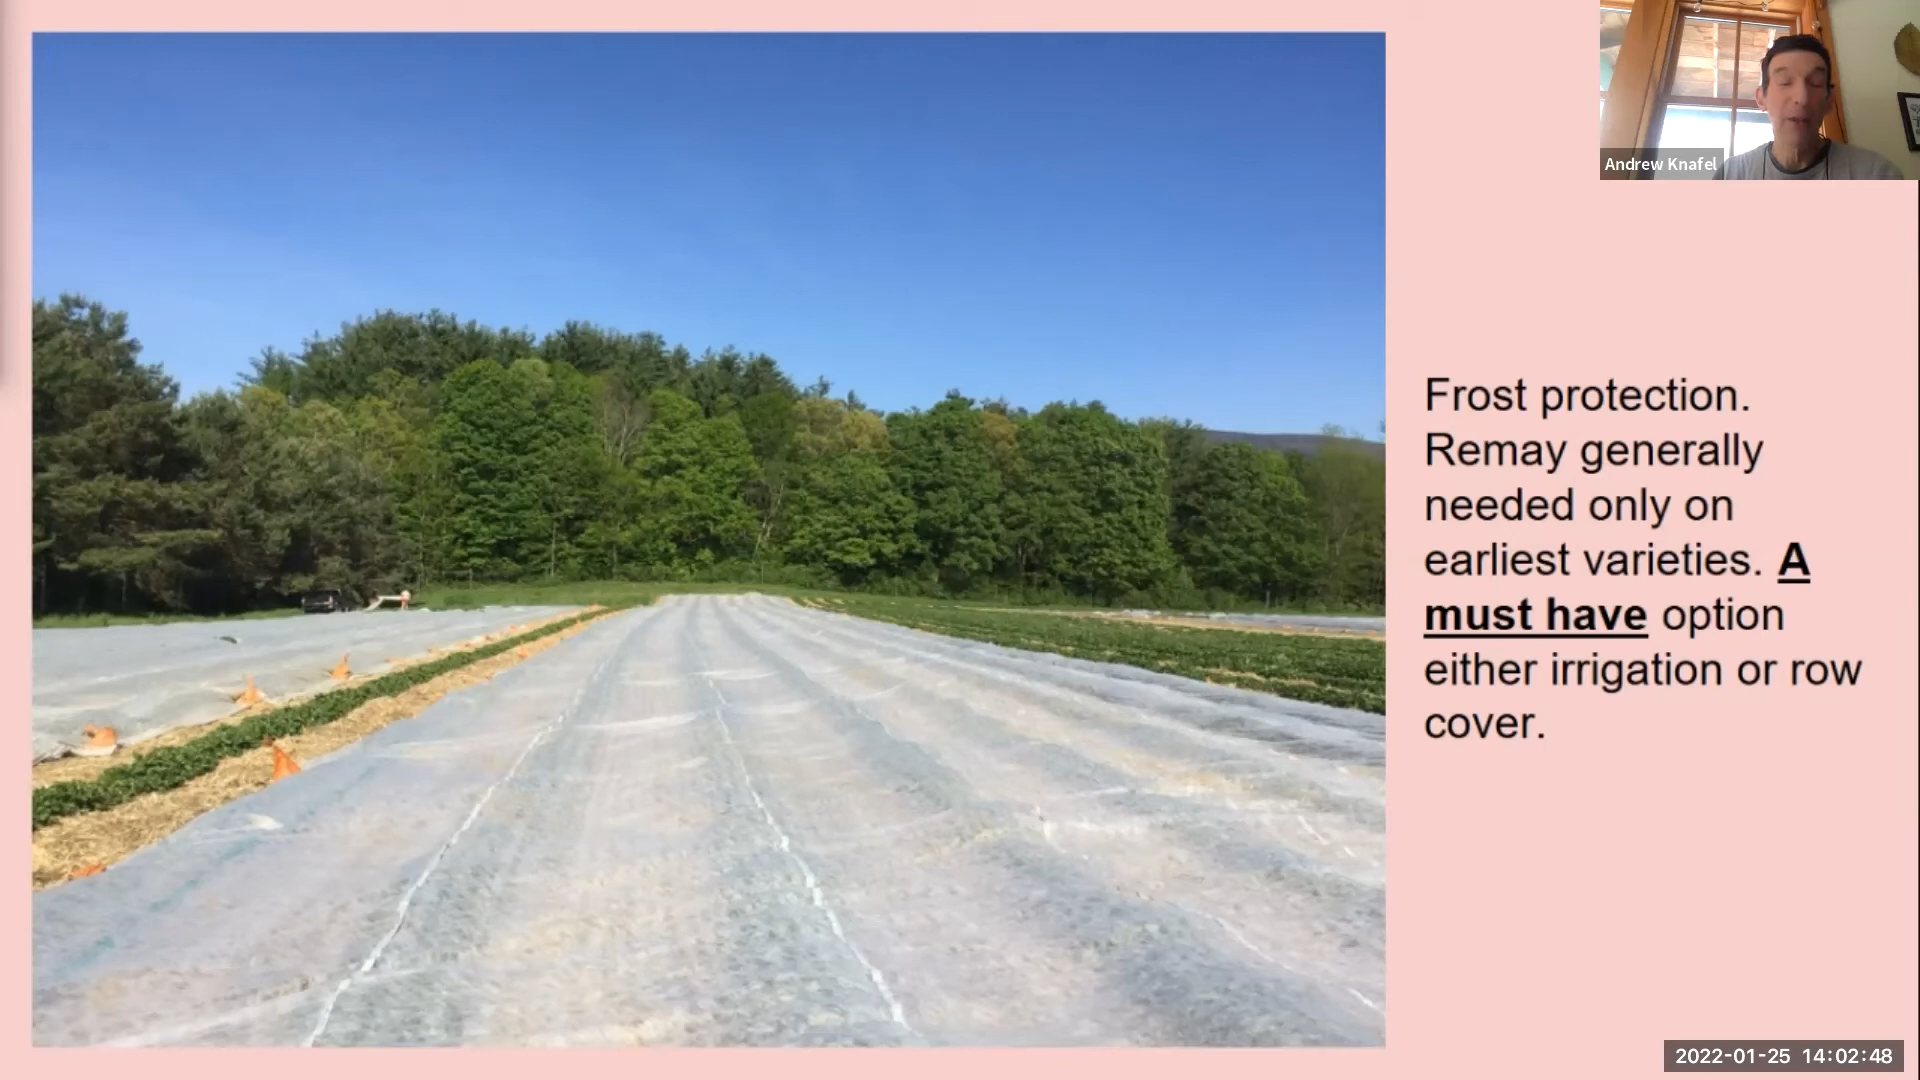 Andrew Knafel
Frost protection.
Remay generally
needed only on
earliest varieties. A
must have option
either irrigation or row
cover.
2022-01-25 14:02:48